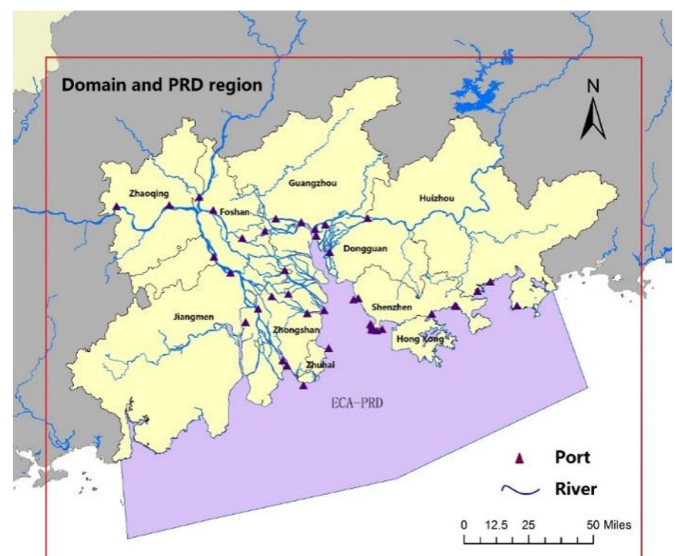 Domain and PRD region
N
Guangzhou
Zhaoqing
Huizhou
Foshan
Dongguan
Shenzhen
Jiangmen
Zhongshan
Hong Kong
Zhuhai
ECA-PRD
Port
River
0 12.5 25 50 Miles